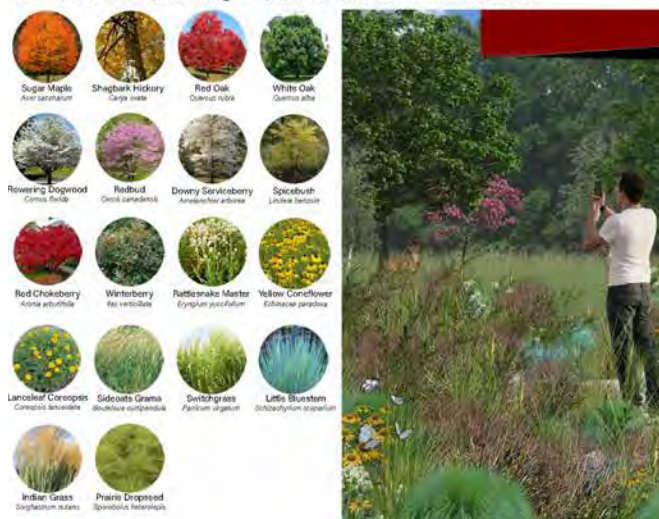 Sugar Maple
Acer saccharum
Shagbark Hickory
Carya ovata
Red Oak
Quercus rubra
White Oak
Quercus alba
Flowering Dogwood
Cornus florida
Redbud
Cercis canadensis
Downy Serviceberry
Amelanchier arborea
Spicebush
Lindera benzoin
Red Chokeberry
Aronia arbutifolia
Winterberry
Ilex verticillata
Rattlesnake Master
Eryngium yuccifolium
Yellow Coneflower
Echinacea paradoxa
Lanceleaf Coreopsis
Coreopsis lanceolata
Sideoats Grama
Bouteloua curtipendula
Switchgrass
Panicum virgatum
Little Bluestem
Schizachyrium scoparium
Indian Grass
Sorghastrum nutans
Prairie Dropseed
Sporobolus heterolepis